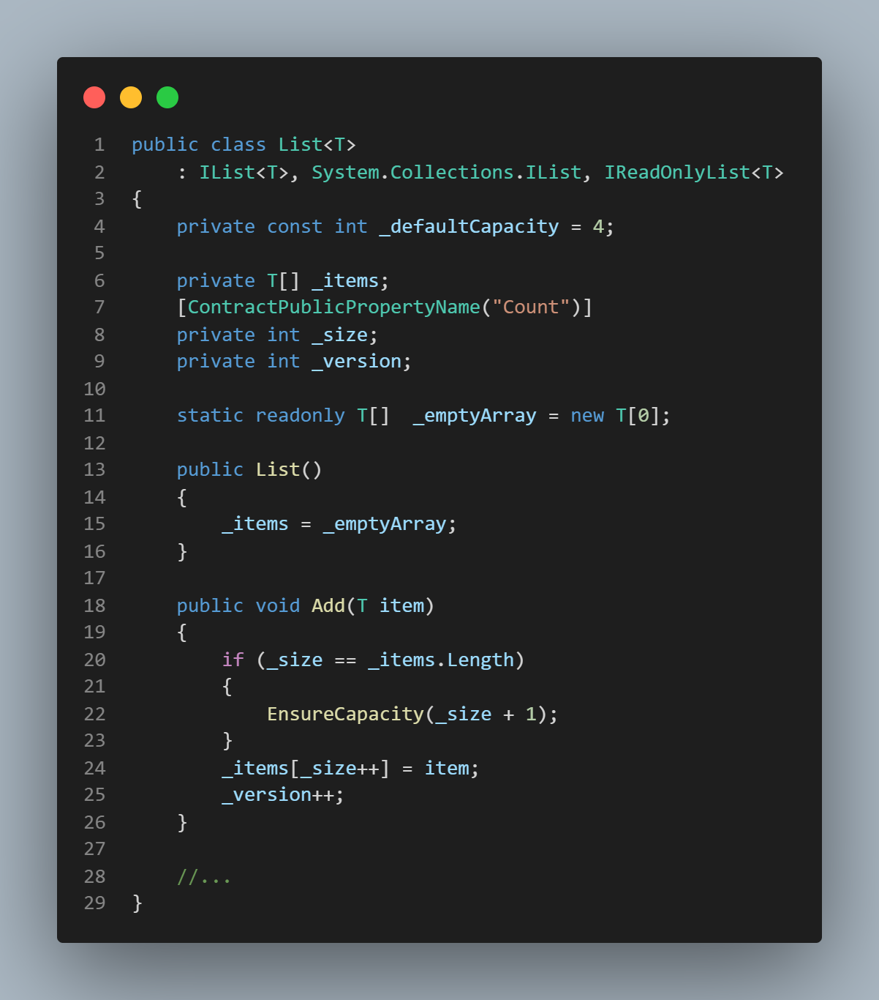 1 public class List<T>
2     : IList<T>, System.Collections.IList, IReadOnlyList<T>
3 {
4     private const int _defaultCapacity = 4;
5
6     private T[] _items;
7     [ContractPublicPropertyName("Count")]
8     private int _size;
9     private int _version;
10
11     static readonly T[]  _emptyArray = new T[0];
12
13     public List()
14     {
15         _items = _emptyArray;
16     }
17
18     public void Add(T item)
19     {
20         if (_size == _items.Length)
21         {
22             EnsureCapacity(_size + 1);
23         }
24         _items[_size++] = item;
25         _version++;
26     }
27
28     //...
29 }